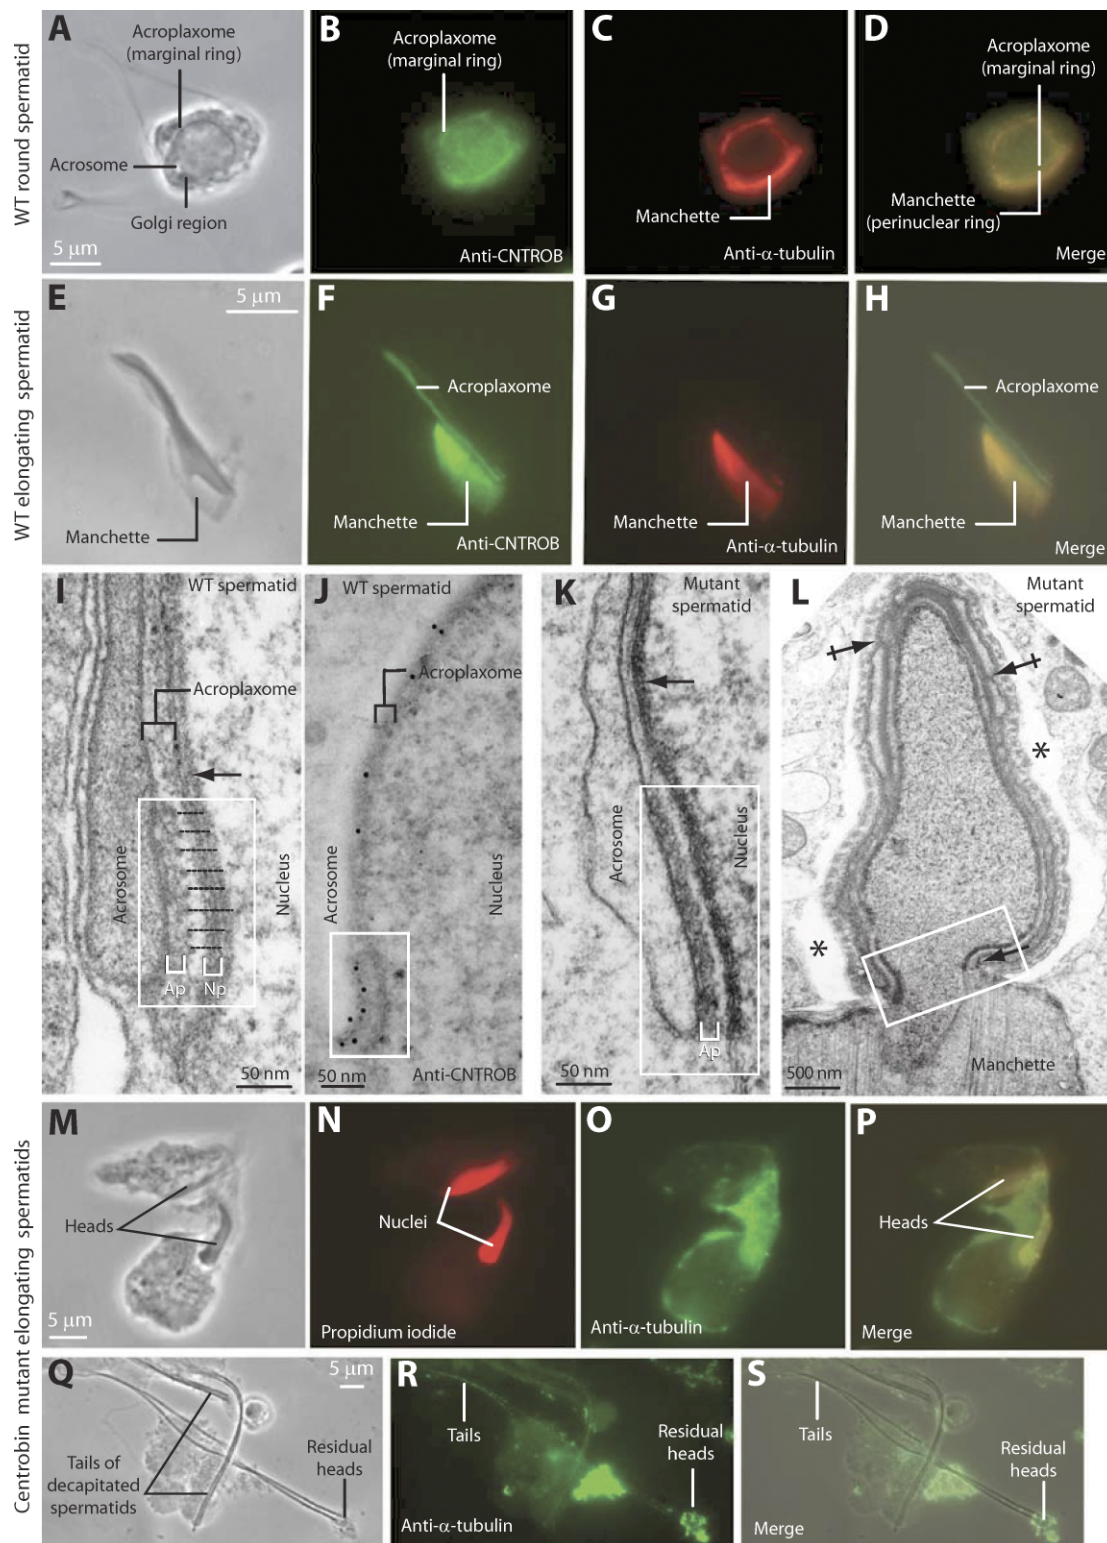 WT round spermatid
A
Acroplaxome
(marginal ring)
Acrosome
Golgi region
5 µm
B
Acroplaxome
(marginal ring)
Anti-CNTROB
C
Manchette
Anti-α-tubulin
D
Acroplaxome
(marginal ring)
Manchette
(perinuclear ring)
Merge
WT elongating spermatid
E
5 µm
Manchette
F
Acroplaxome
Manchette
Anti-CNTROB
G
Manchette
Anti-α-tubulin
H
Acroplaxome
Manchette
Merge
I
WT spermatid
Acroplaxome
Acrosome
Nucleus
Ap
Np
50 nm
J
WT spermatid
Acroplaxome
Acrosome
Nucleus
50 nm
Anti-CNTROB
K
Mutant
spermatid
Acrosome
Nucleus
Ap
50 nm
L
Mutant
spermatid
*
*
Manchette
500 nm
Centrobin mutant elongating spermatids
M
Heads
5 µm
N
Nuclei
Propidium iodide
O
Anti-α-tubulin
P
Heads
Merge
Q
5 µm
Tails of
decapitated
spermatids
Residual
heads
R
Tails
Residual
heads
Anti-α-tubulin
S
Tails
Residual
heads
Merge